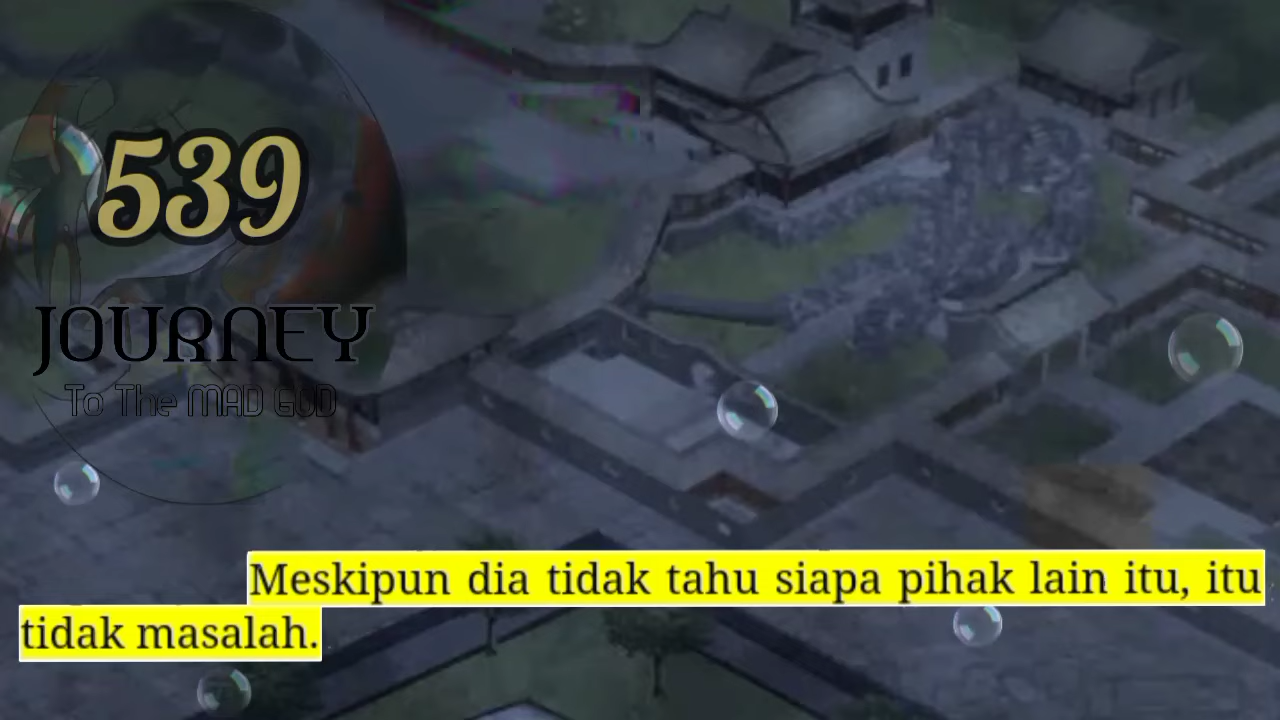 539
JOURNEY
To The MAD GOD
Meskipun dia tidak tahu siapa pihak lain itu, itu
tidak masalah.